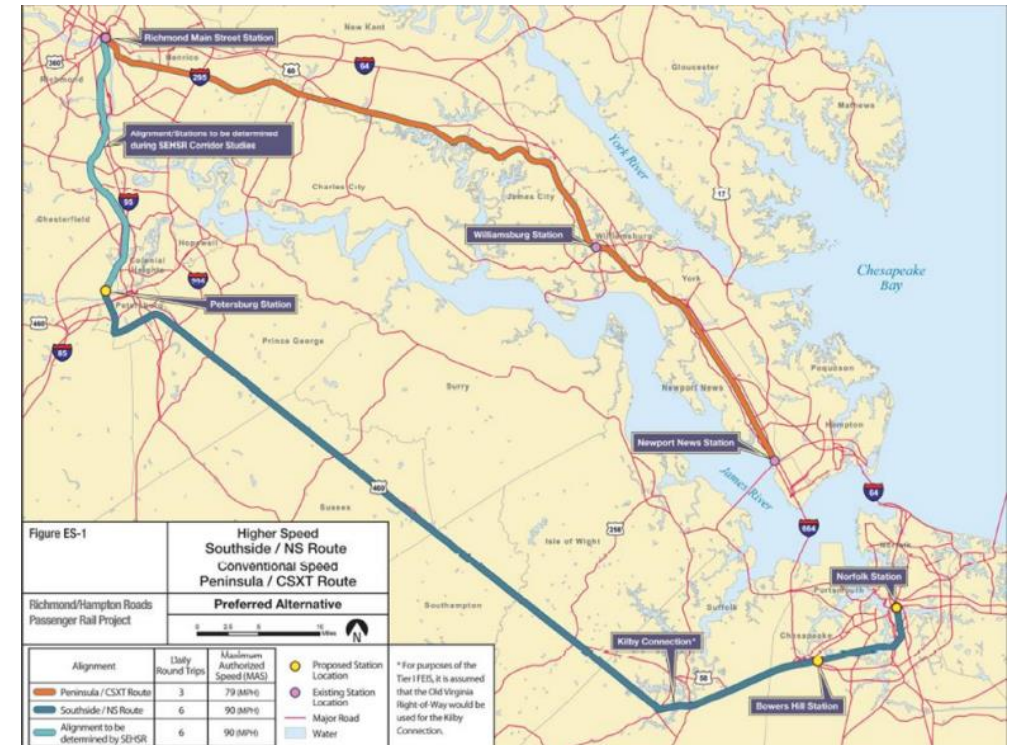 Richmond Main Street Station
New Kent
Henrico
360
64
Richmond
295
60
Gloucester
Mathews
Alignment/Stations to be determined
during SEHSR Corridor Studies
York River
Charles City
17
James City
95
Chesterfield
Williamsburg Station
Williamsburg
Hopewell
Colonial
Heights
York
Chesapeake
Bay
Petersburg Station
460
85
Prince George
Poquoson
Surry
Newport News
Hampton
Newport News Station
James River
64
460
Sussex
664
258
Isle of Wight
Norfolk
Norfolk Station
Portsmouth
Southampton
Suffolk
Kilby Connection*
Chesapeake
58
Bowers Hill Station
Figure ES-1
Higher Speed
Southside / NS Route
Conventional Speed
Peninsula / CSXT Route
Richmond/Hampton Roads
Passenger Rail Project
Preferred Alternative
0 2.5 5 10
Miles
N
Alignment
Daily
Round Trips
Maximum
Authorized
Speed (MAS)
Peninsula / CSXT Route 3 79 (MPH)
Southside / NS Route 6 90 (MPH)
Alignment to be
determined by SEHSR 6 90 (MPH)
Proposed Station
Location
Existing Station
Location
Major Road
Water
* For purposes of the
Tier I FEIS, it is assumed
that the Old Virginia
Right-of-Way would be
used for the Kilby
Connection.